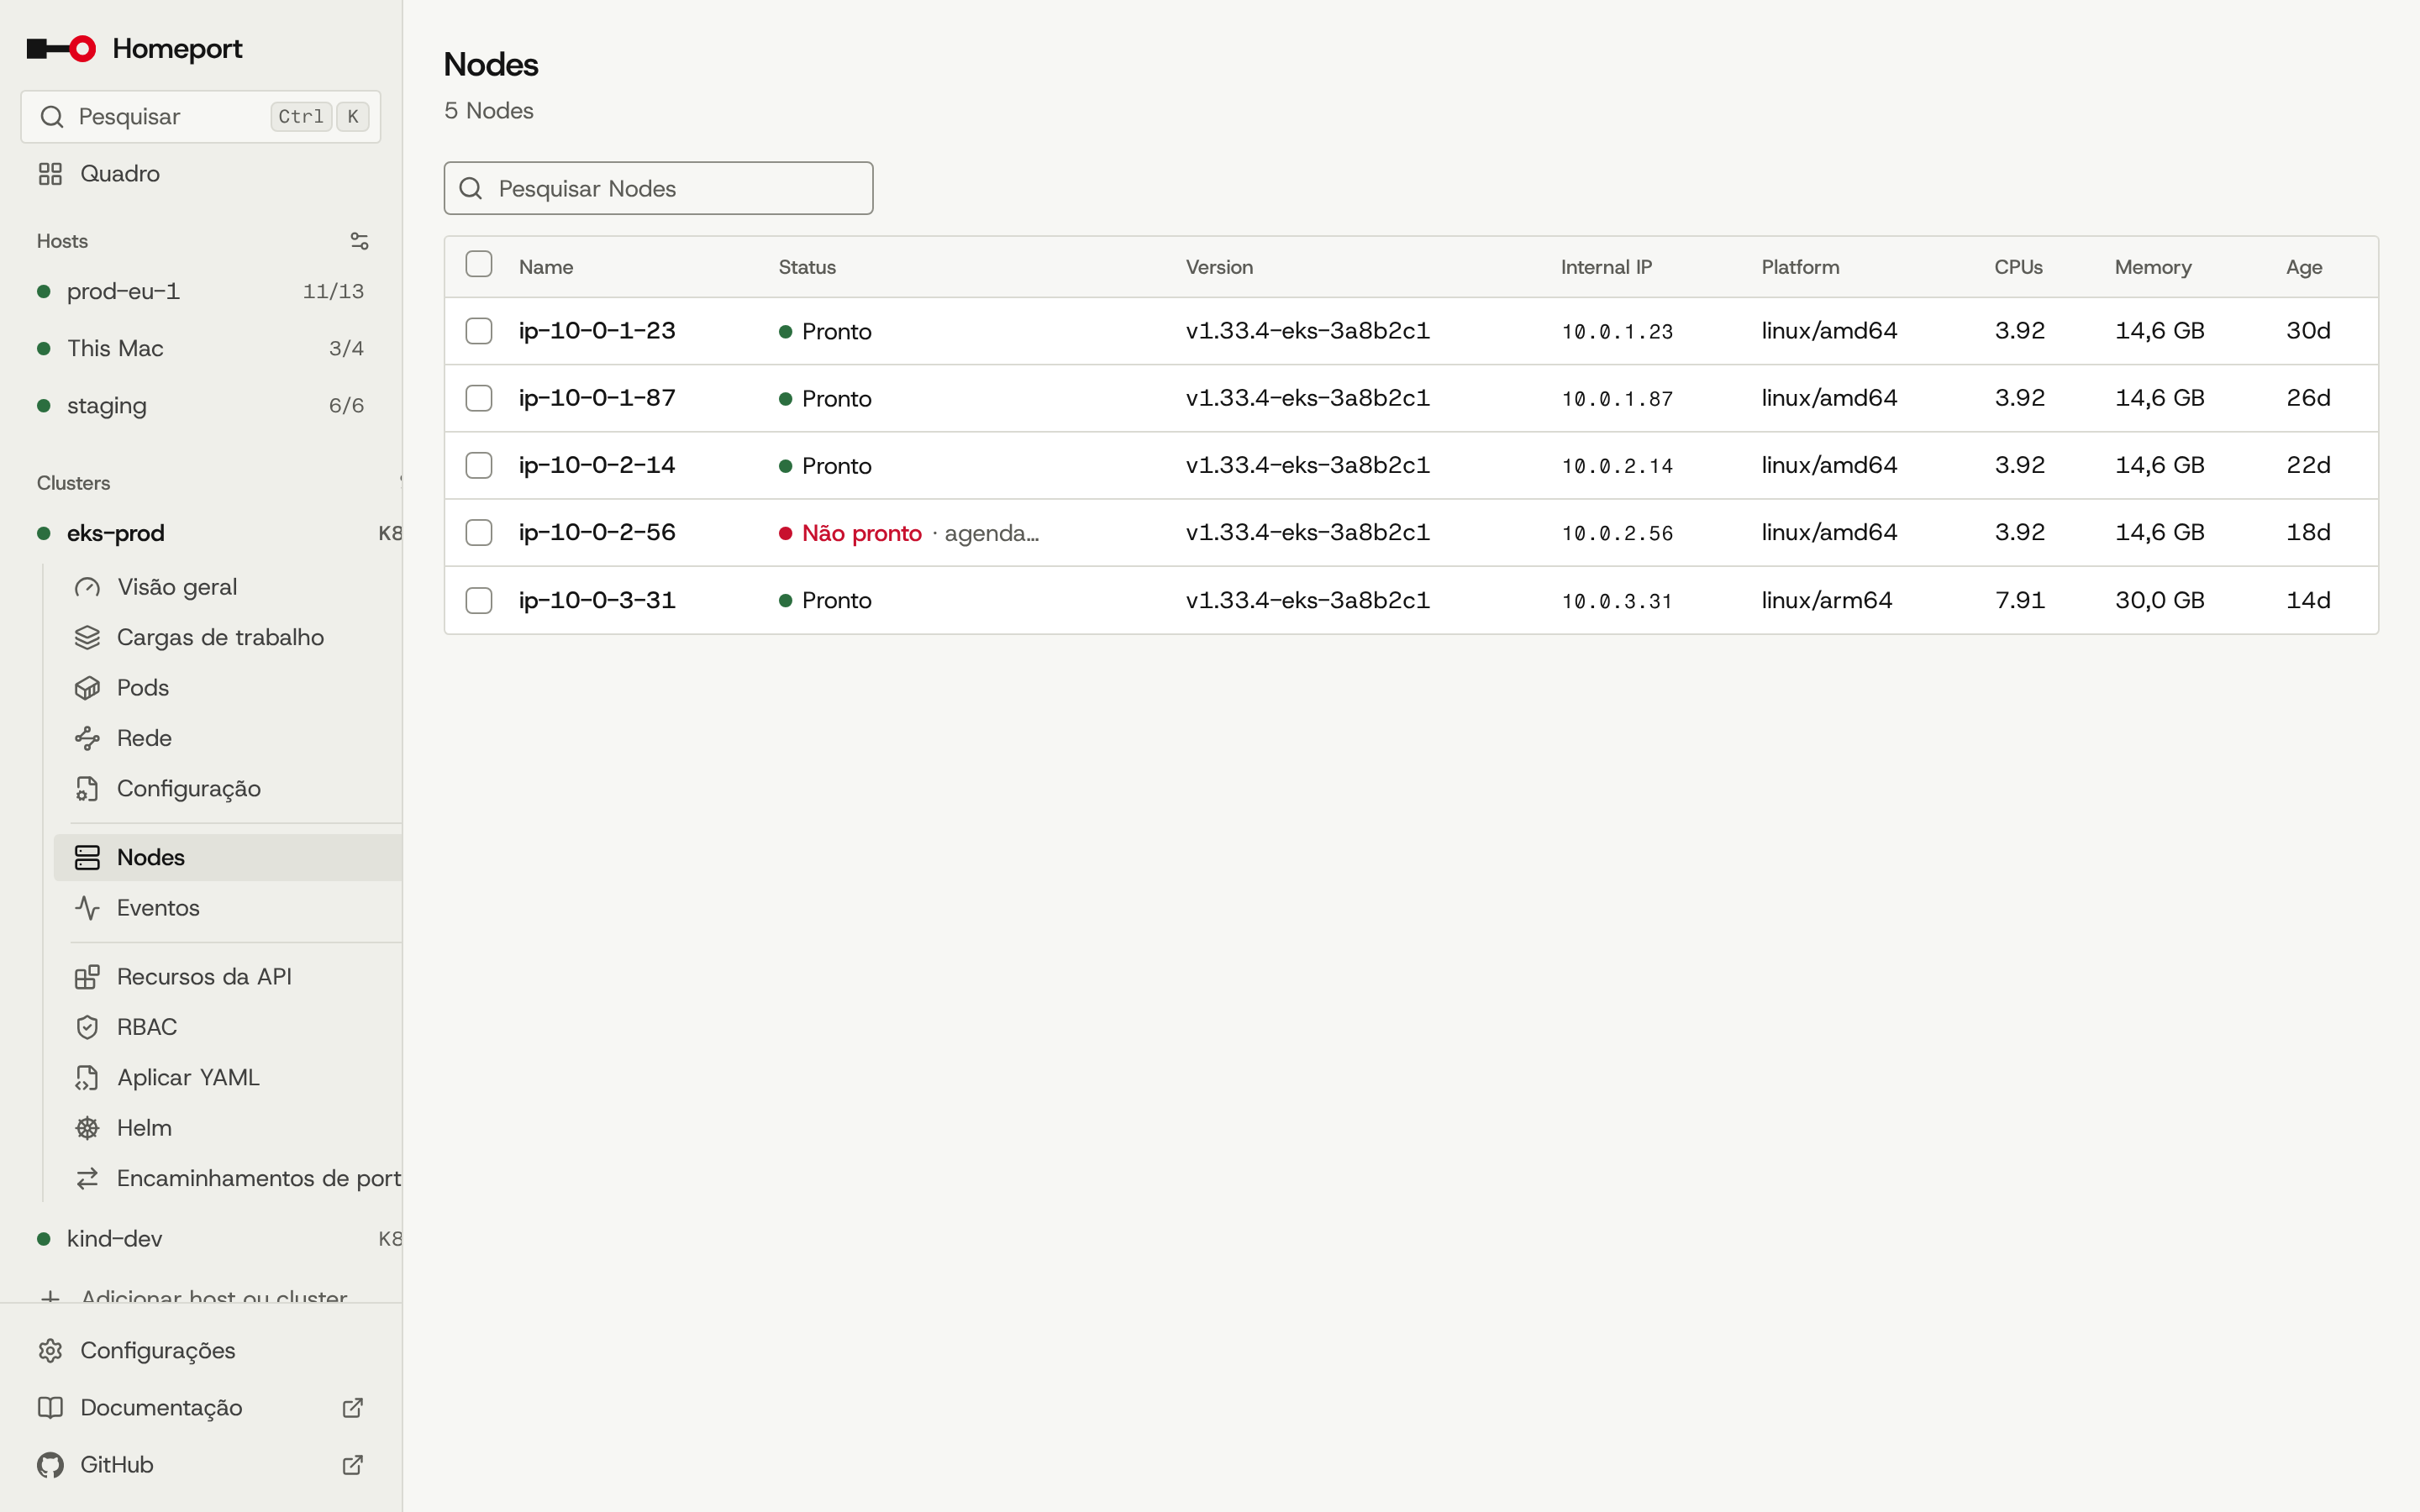 Homeport
Pesquisar Ctrl K
Quadro
Hosts
prod-eu-1 11/13
This Mac 3/4
staging 6/6
Clusters
eks-prod K8
Visão geral
Cargas de trabalho
Pods
Rede
Configuração
Nodes
Eventos
Recursos da API
RBAC
Aplicar YAML
Helm
Encaminhamentos de port
kind-dev K8
Adicionar host ou cluster
Configurações
Documentação
GitHub
Nodes
5 Nodes
Pesquisar Nodes
Name Status Version Internal IP Platform CPUs Memory Age
ip-10-0-1-23 Pronto v1.33.4-eks-3a8b2c1 10.0.1.23 linux/amd64 3.92 14,6 GB 30d
ip-10-0-1-87 Pronto v1.33.4-eks-3a8b2c1 10.0.1.87 linux/amd64 3.92 14,6 GB 26d
ip-10-0-2-14 Pronto v1.33.4-eks-3a8b2c1 10.0.2.14 linux/amd64 3.92 14,6 GB 22d
ip-10-0-2-56 Não pronto · agenda… v1.33.4-eks-3a8b2c1 10.0.2.56 linux/amd64 3.92 14,6 GB 18d
ip-10-0-3-31 Pronto v1.33.4-eks-3a8b2c1 10.0.3.31 linux/arm64 7.91 30,0 GB 14d